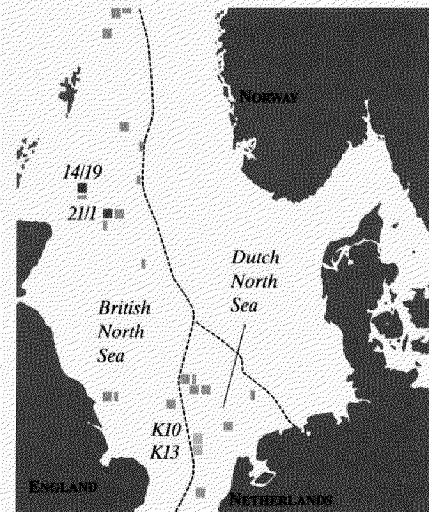 NORWAY
14/19
21/1
Dutch
North
Sea
British
North
Sea
K10
K13
ENGLAND
NETHERLANDS